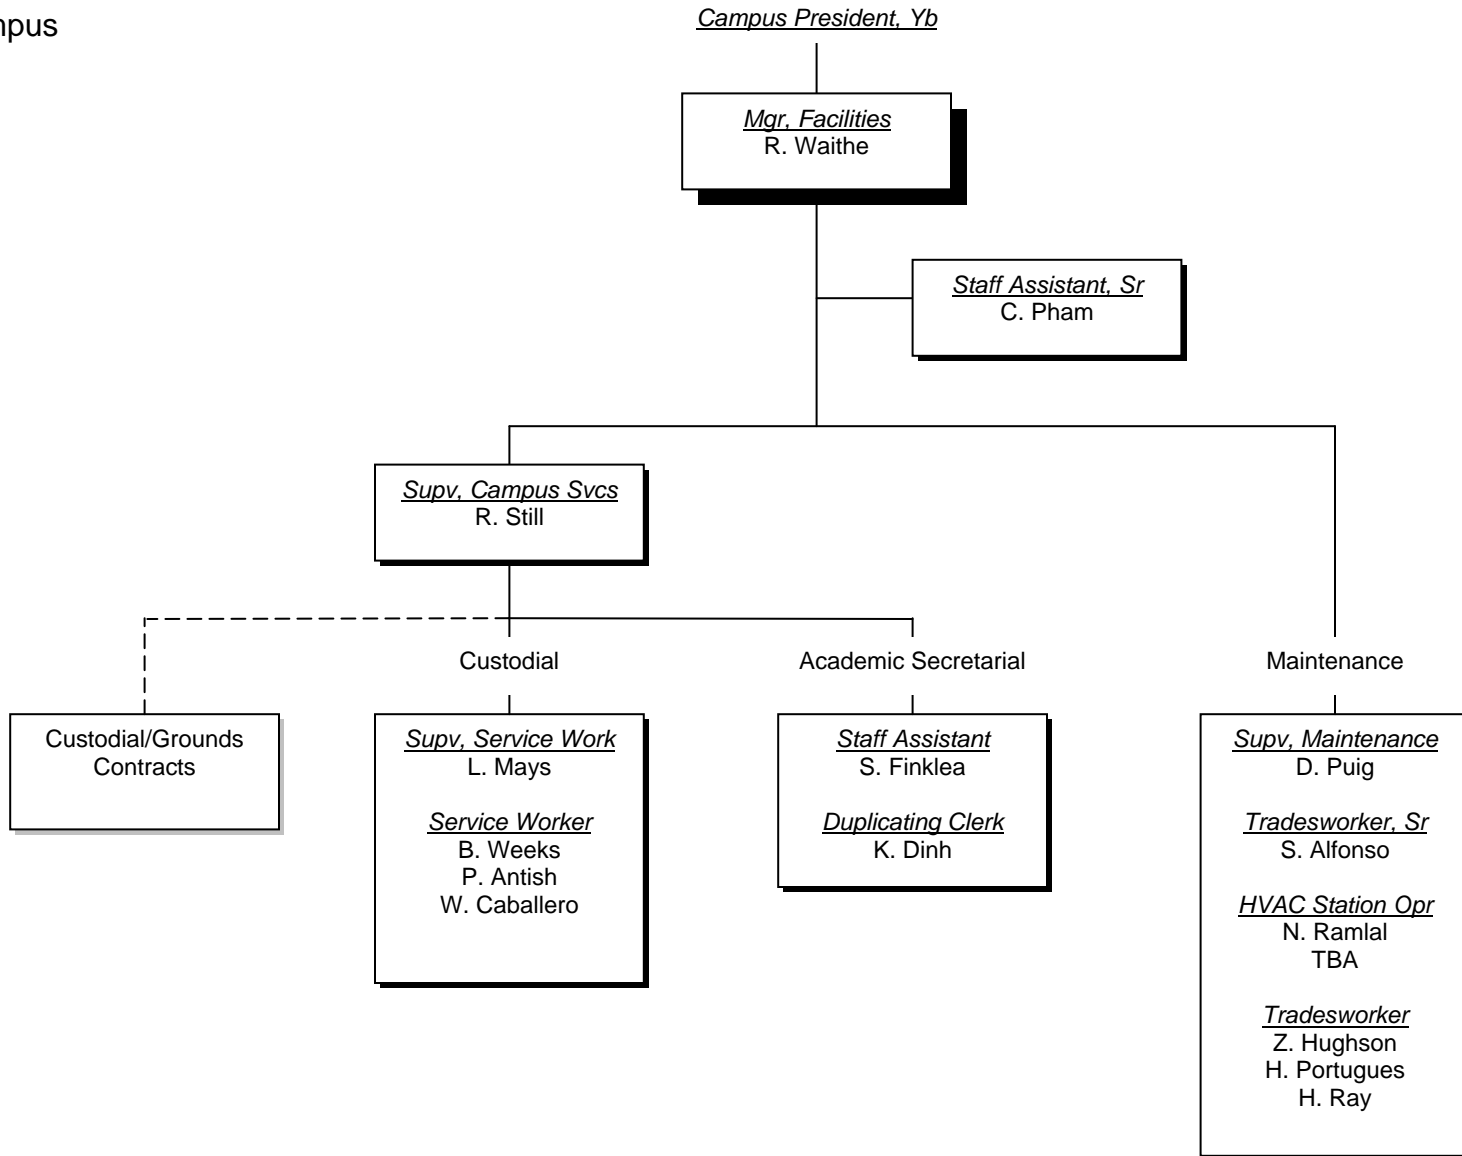 Campus President, Yb
Mgr, Facilities
R. Waithe
Staff Assistant, Sr
C. Pham
Supv, Campus Svcs
R. Still
Custodial
Academic Secretarial
Maintenance
Custodial/Grounds
Contracts
Supv, Service Work
L. Mays
Service Worker
B. Weeks
P. Antish
W. Caballero
Staff Assistant
S. Finklea
Duplicating Clerk
K. Dinh
Supv, Maintenance
D. Puig
Tradesworker, Sr
S. Alfonso
HVAC Station Opr
N. Ramlal
TBA
Tradesworker
Z. Hughson
H. Portugues
H. Ray